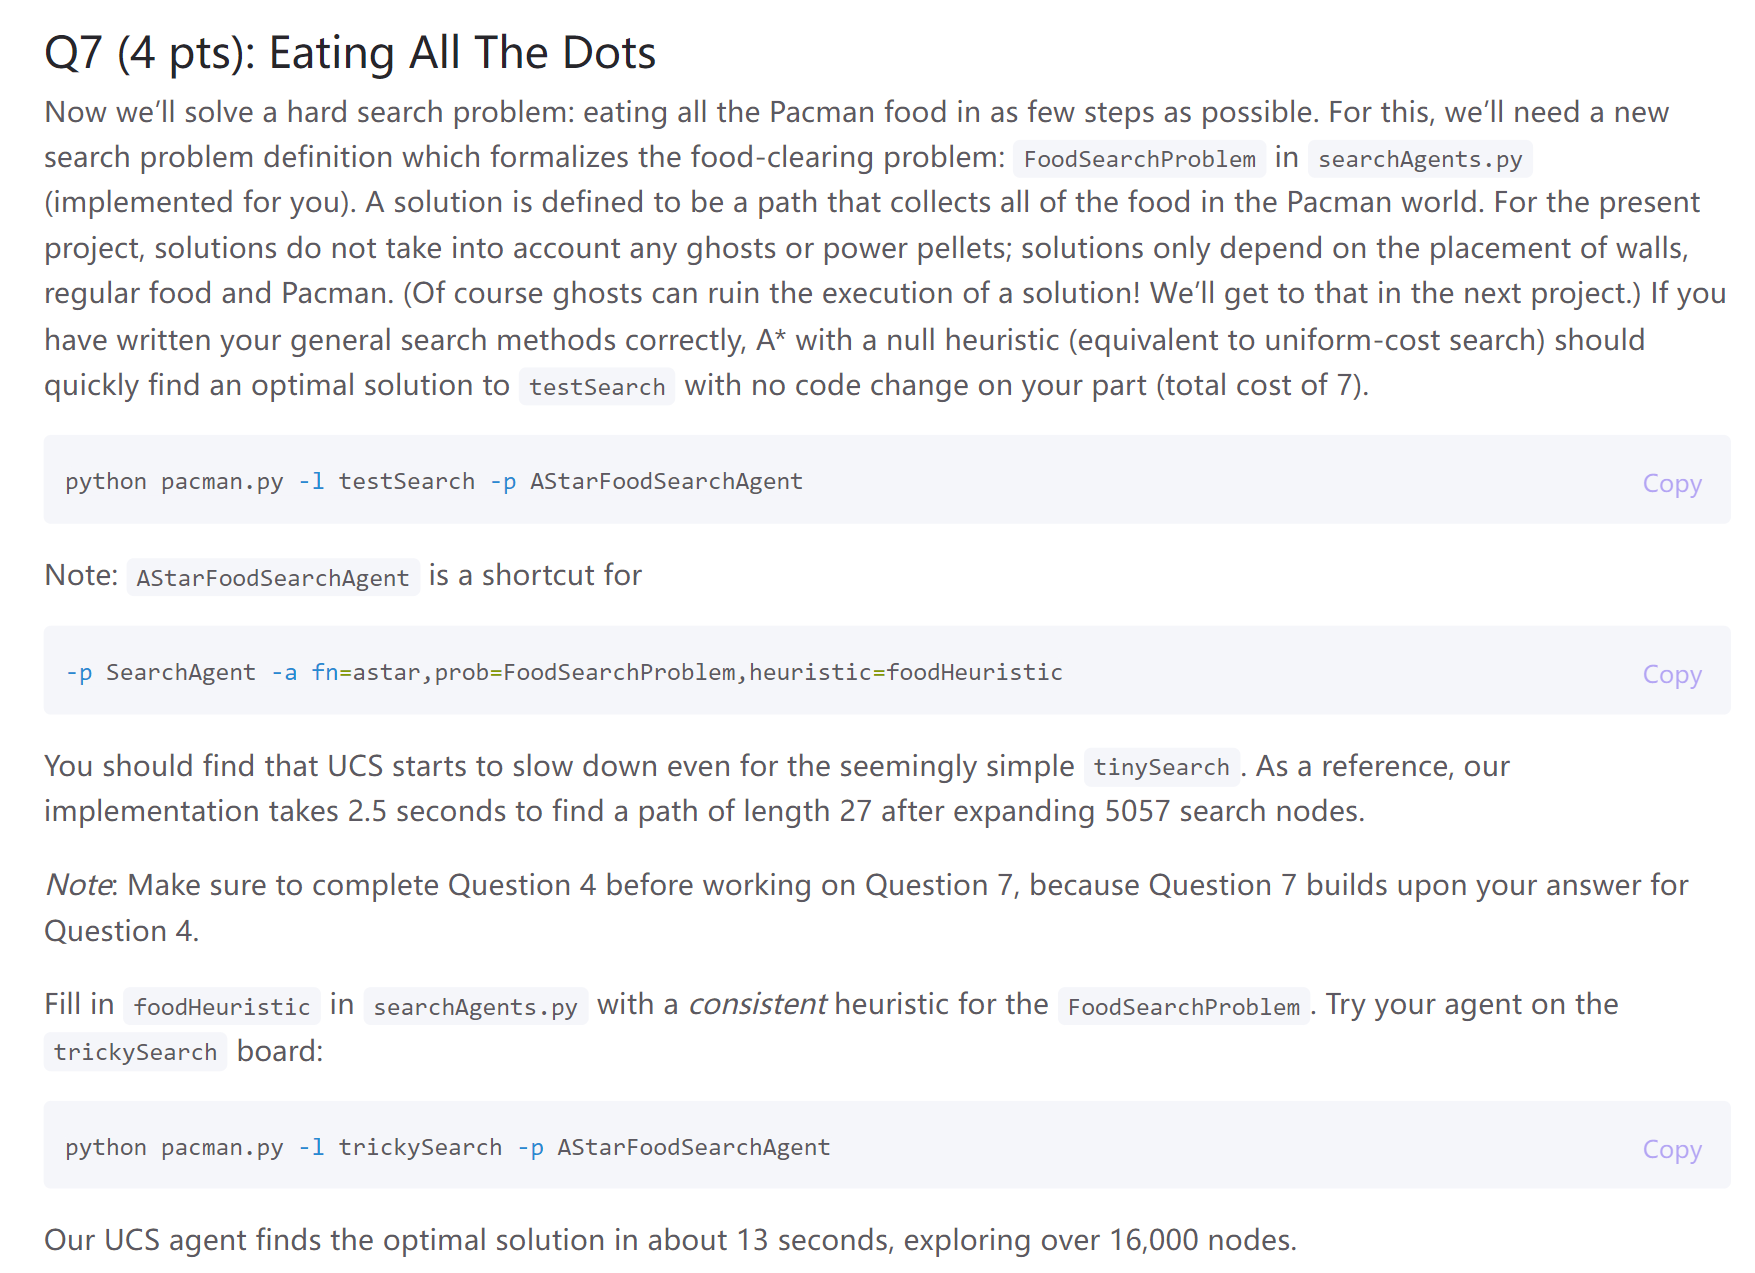 Q7 (4 pts): Eating All The Dots
Now we’ll solve a hard search problem: eating all the Pacman food in as few steps as possible. For this, we’ll need a new
search problem definition which formalizes the food-clearing problem: FoodSearchProblem in searchAgents.py
(implemented for you). A solution is defined to be a path that collects all of the food in the Pacman world. For the present
project, solutions do not take into account any ghosts or power pellets; solutions only depend on the placement of walls,
regular food and Pacman. (Of course ghosts can ruin the execution of a solution! We’ll get to that in the next project.) If you
have written your general search methods correctly, A* with a null heuristic (equivalent to uniform-cost search) should
quickly find an optimal solution to testSearch with no code change on your part (total cost of 7).
python pacman.py -l testSearch -p AStarFoodSearchAgent
Copy
Note: AStarFoodSearchAgent is a shortcut for
-p SearchAgent -a fn=astar,prob=FoodSearchProblem,heuristic=foodHeuristic
Copy
You should find that UCS starts to slow down even for the seemingly simple tinySearch. As a reference, our
implementation takes 2.5 seconds to find a path of length 27 after expanding 5057 search nodes.
Note: Make sure to complete Question 4 before working on Question 7, because Question 7 builds upon your answer for
Question 4.
Fill in foodHeuristic in searchAgents.py with a consistent heuristic for the FoodSearchProblem. Try your agent on the
trickySearch board:
python pacman.py -l trickySearch -p AStarFoodSearchAgent
Copy
Our UCS agent finds the optimal solution in about 13 seconds, exploring over 16,000 nodes.